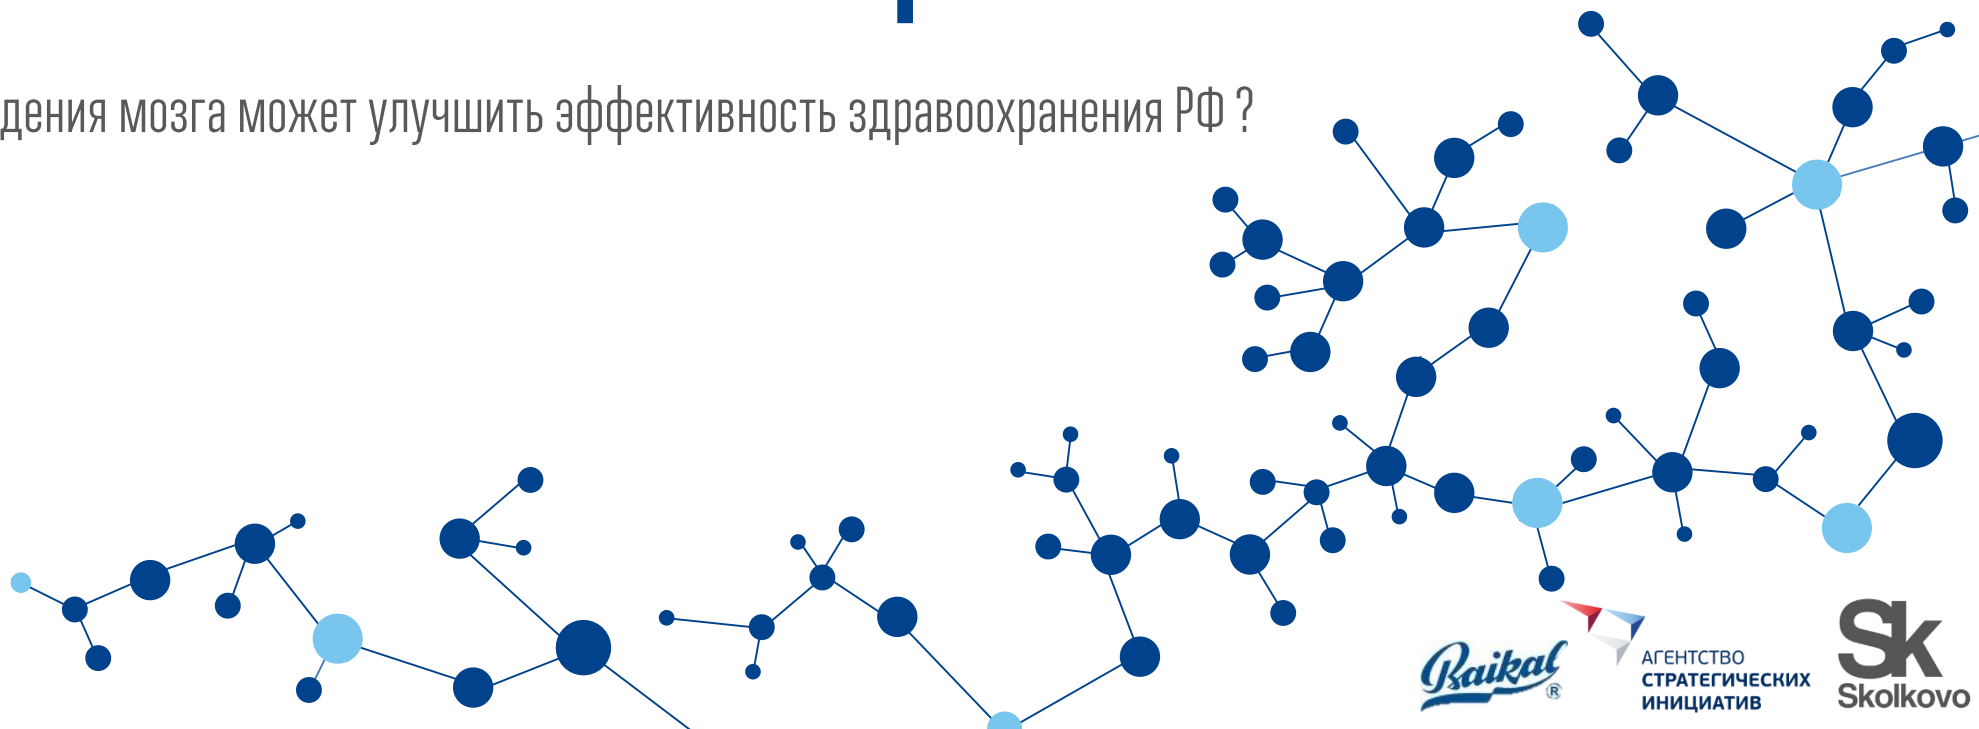 дения мозга может улучшить эффективность здравоохранения РФ ?
Baikal ®
АГЕНТСТВО
СТРАТЕГИЧЕСКИХ
ИНИЦИАТИВ
Sk
Skolkovo